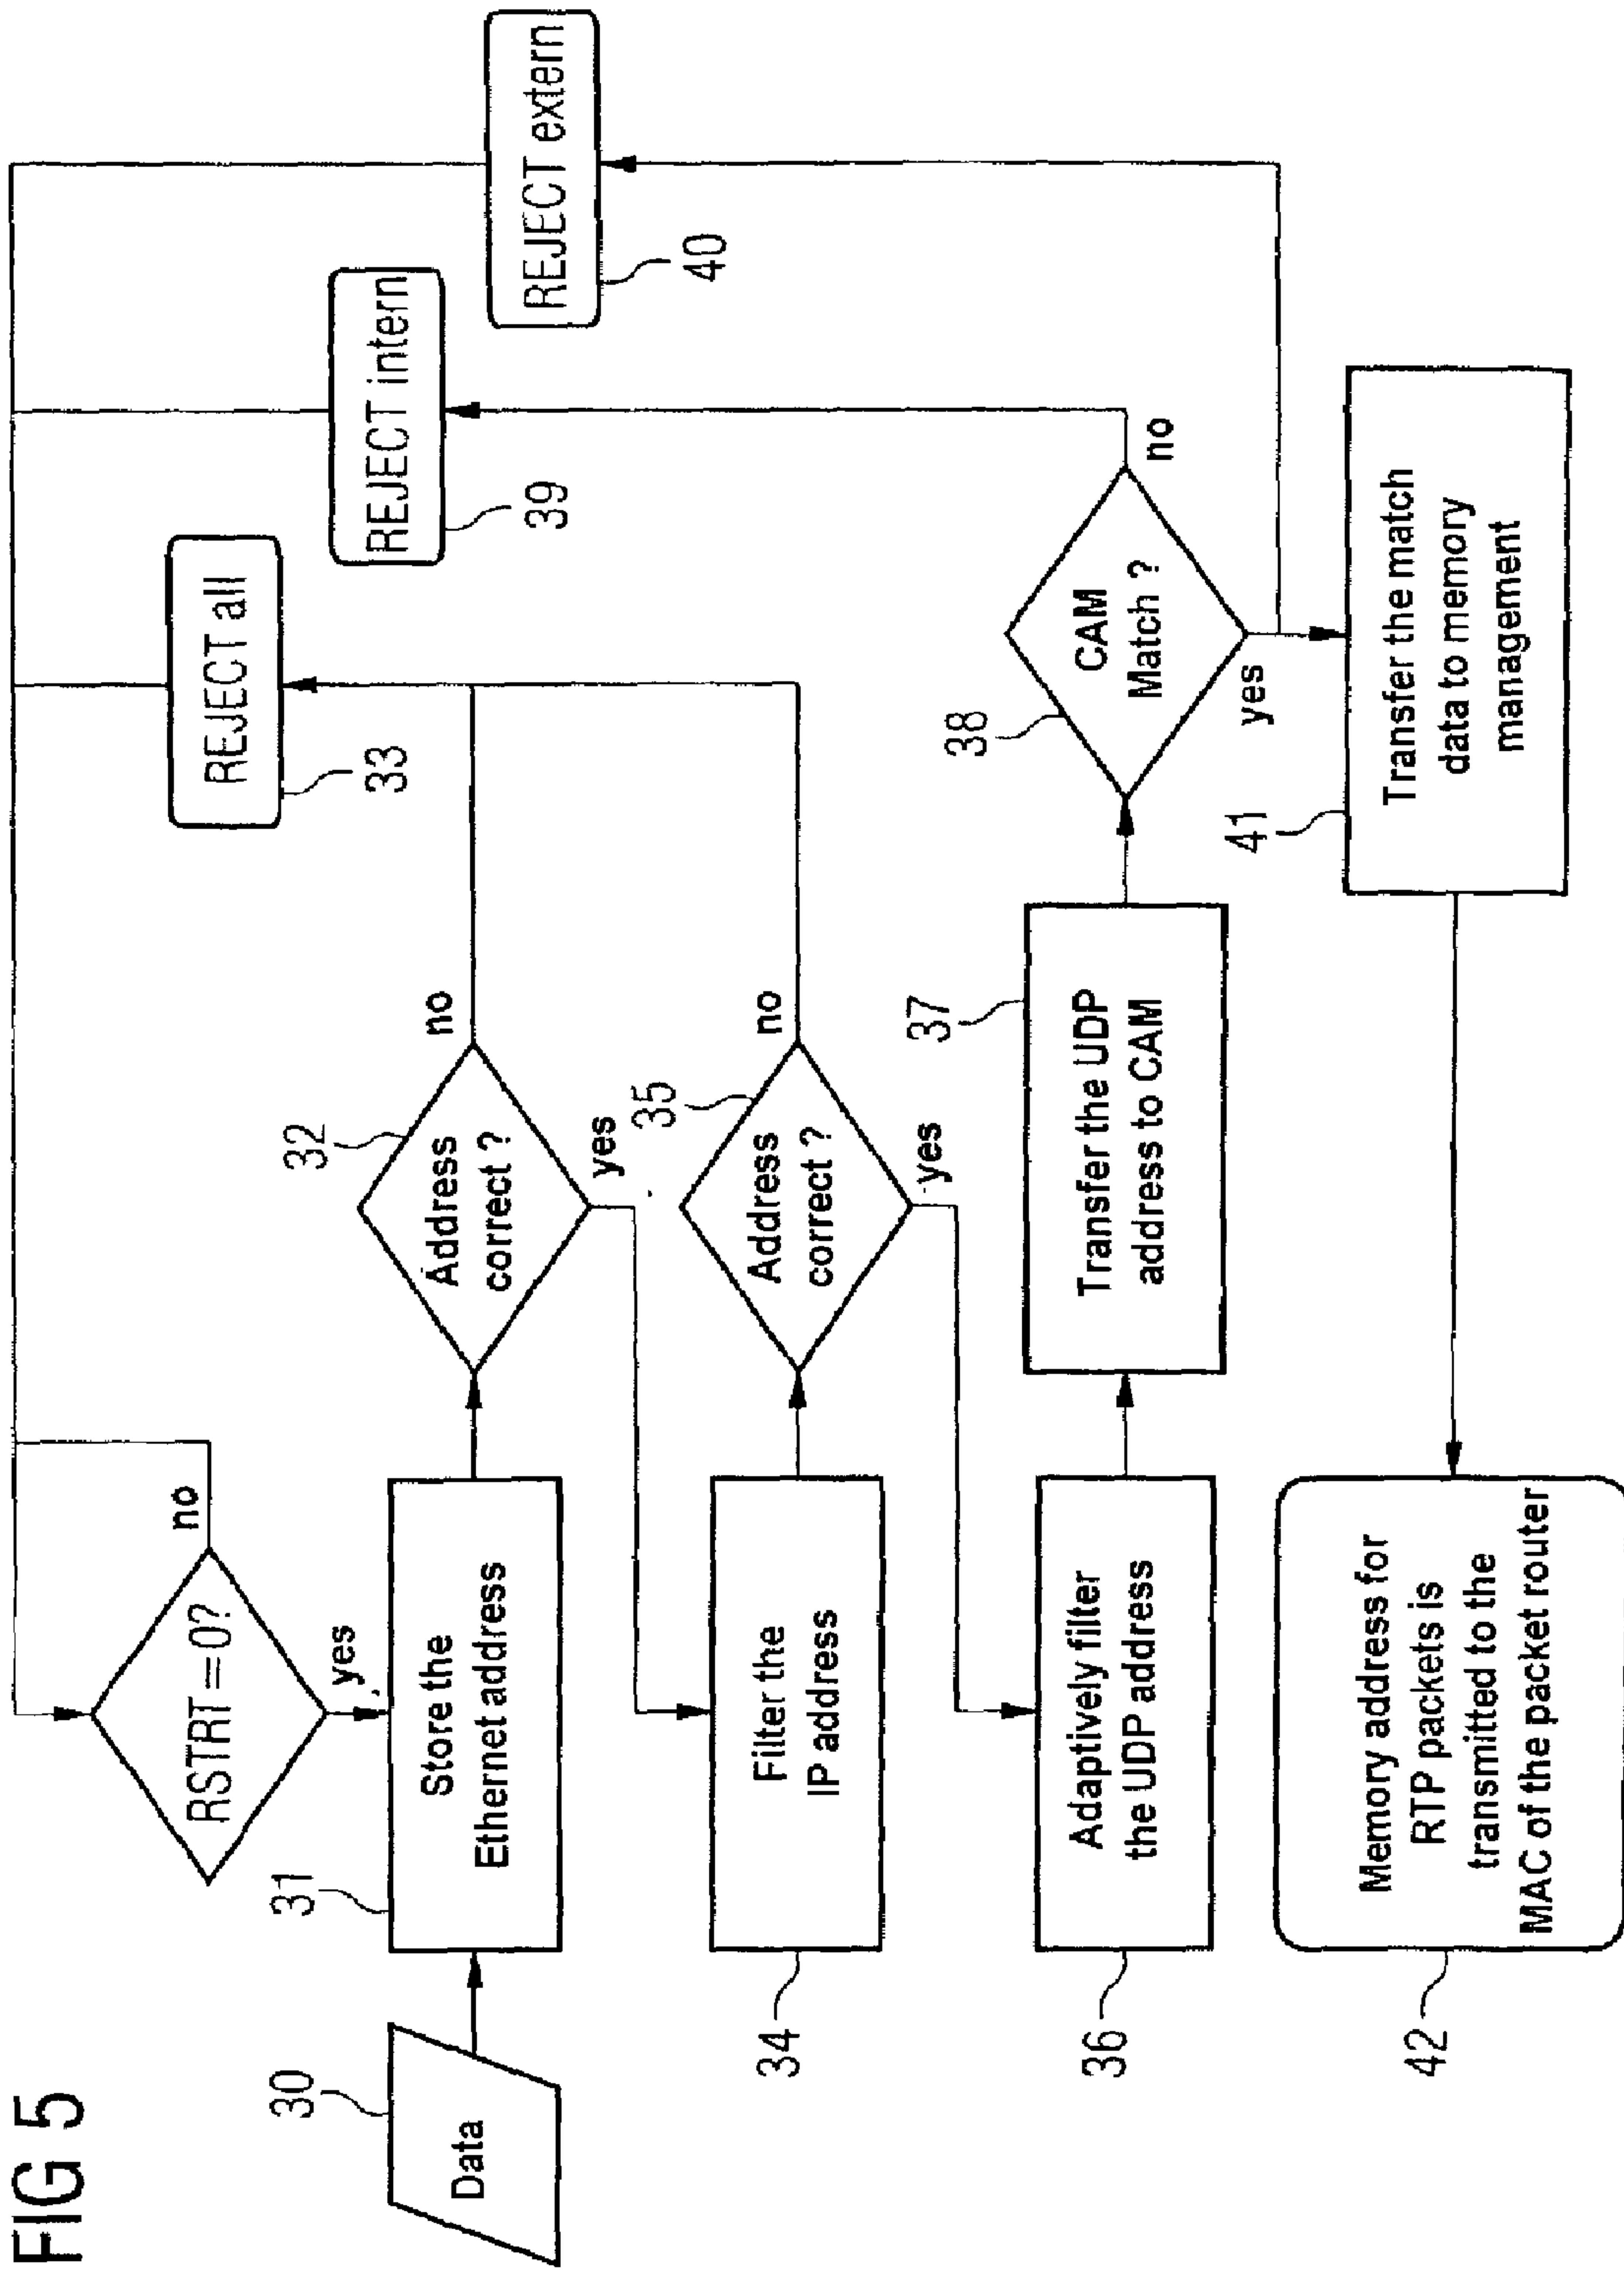 FIG 5
RSTRT=0?
no
yes
30
Data
31
Store the
Ethernet address
32
Address
correct ?
no
yes
33
REJECT all
34
Filter the
IP address
35
Address
correct ?
no
yes
36
Adaptively filter
the UDP address
37
Transfer the UDP
address to CAM
38
CAM
Match ?
no
yes
39
REJECT intern
40
REJECT extern
41
Transfer the match
data to memory
management
42
Memory address for
RTP packets is
transmitted to the
MAC of the packet router